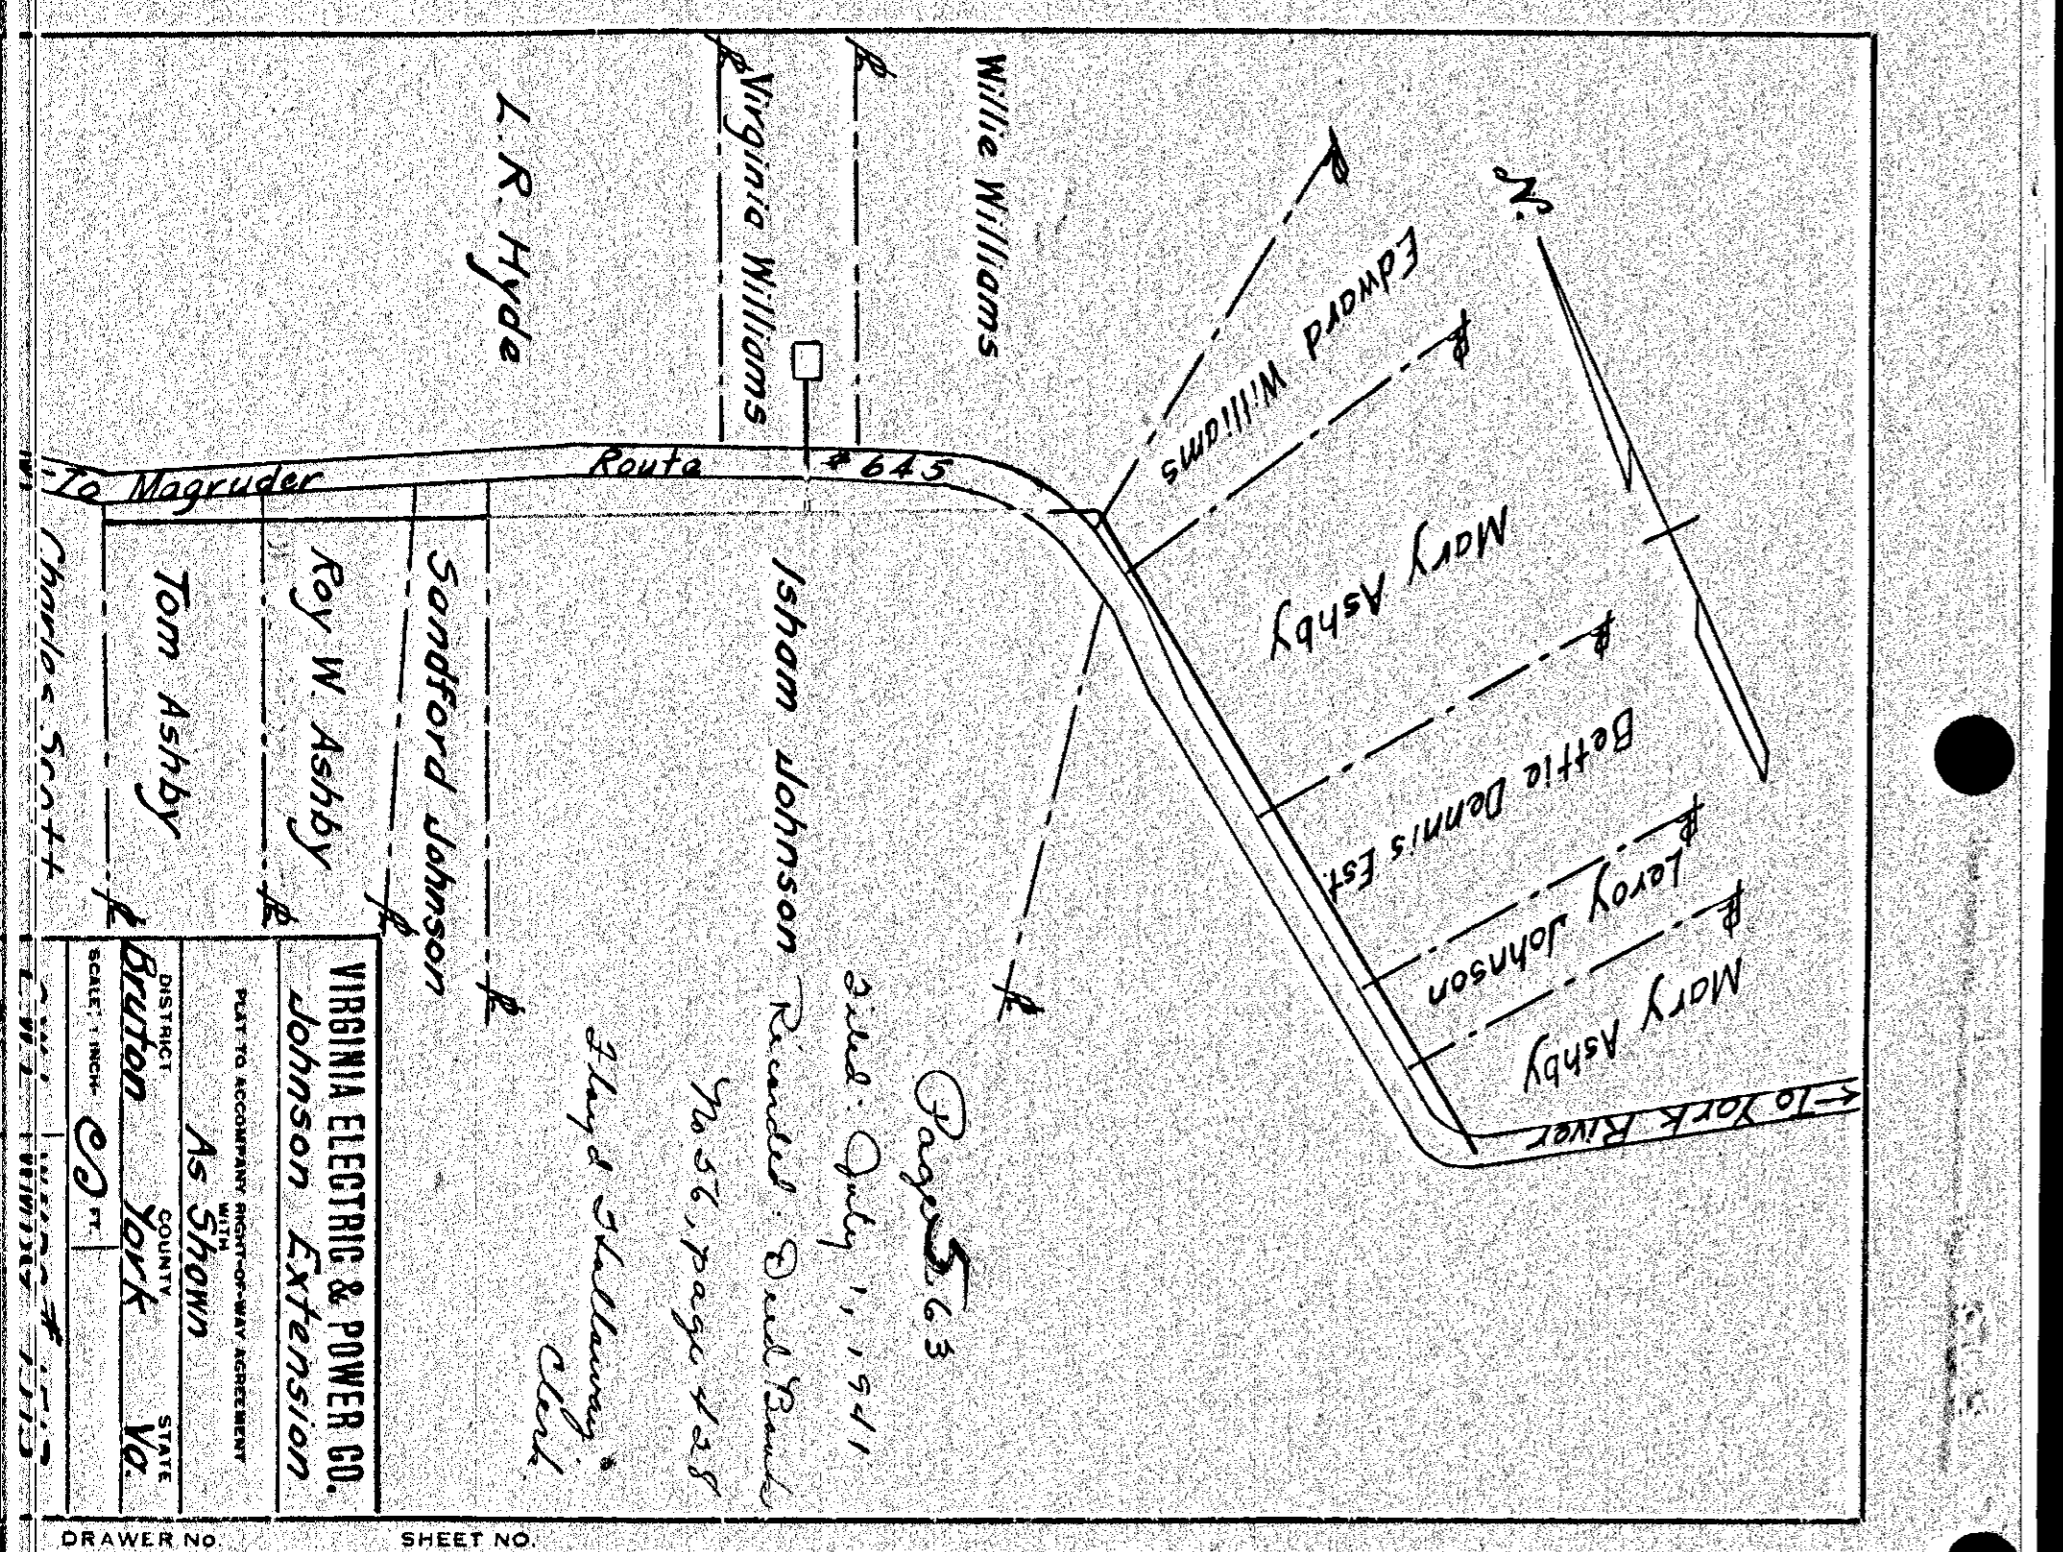 Willie Williams
Virginia Williams
L. R. Hyde
N.
Edward Williams
Mary Ashby
Bettie Dennis Est.
Leroy Johnson
Mary Ashby
To York River
To Magruder
Route # 645
Charles Scott
Tom Ashby
Roy W. Ashby
Sandford Johnson
Isham Johnson
Page 563
Filed: July 1, 1941
Recorded: Deed Book
No 56, page 428
Floyd Holloway
Clerk.
VIRGINIA ELECTRIC & POWER CO.
Johnson Extension
PLAT TO ACCOMPANY RIGHT-OF-WAY AGREEMENT
WITH
As Shown
DISTRICT COUNTY STATE
Bruton York Va.
SCALE, 1 INCH FT.
DRAWER NO.
SHEET NO.